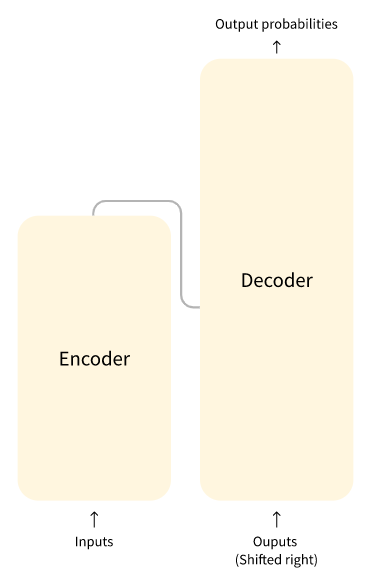 Output probabilities
↑
Decoder
Encoder
↑
↑
Inputs
Ouputs
(Shifted right)